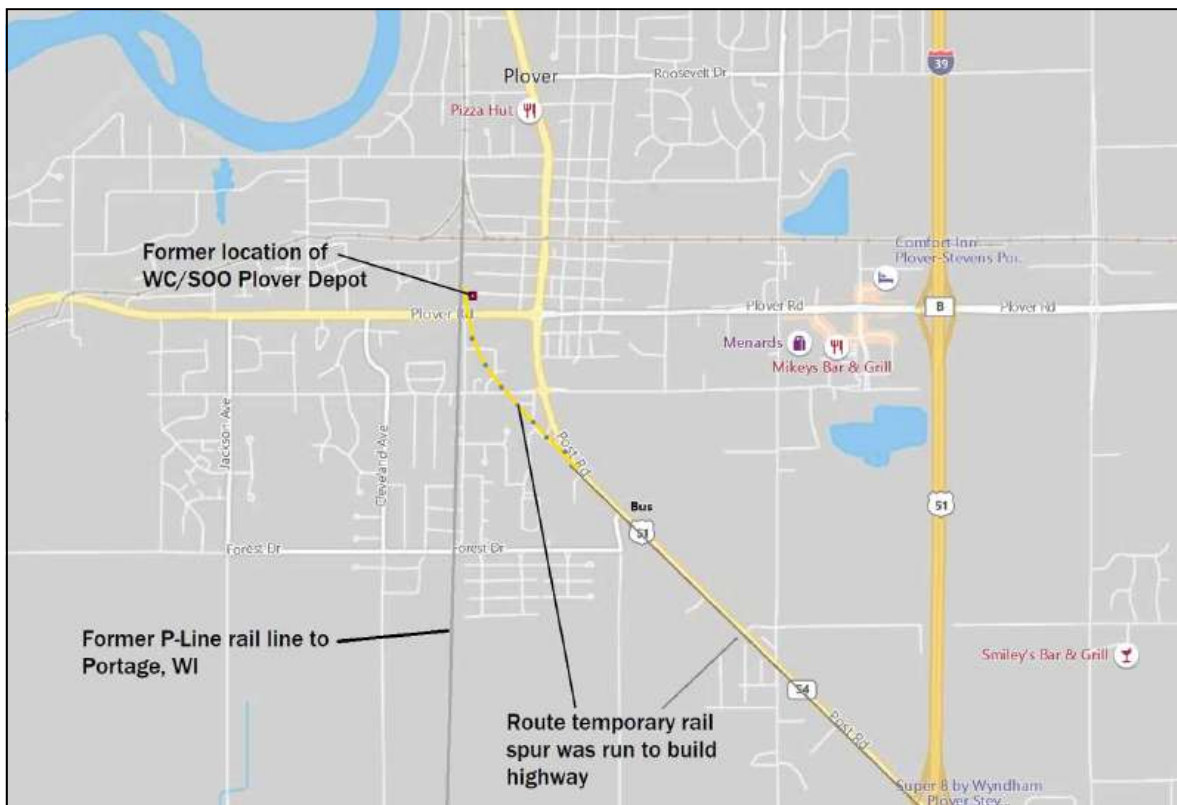 39
Plover
Roosevelt Dr
Pizza Hut
Former location of
WC/SOO Plover Depot
Comfort Inn
Plover-Stevens Poi...
Plover Rd
Plover Rd
B
Plover Rd
Menards
Mikeys Bar & Grill
Jackson Ave
Cleveland Ave
Post Rd
Bus
51
51
Forest Dr
Forest Dr
Former P-Line rail line to
Portage, WI
Smiley's Bar & Grill
54
Route temporary rail
spur was run to build
highway
Post Rd
Super 8 by Wyndham
Plover Stev...